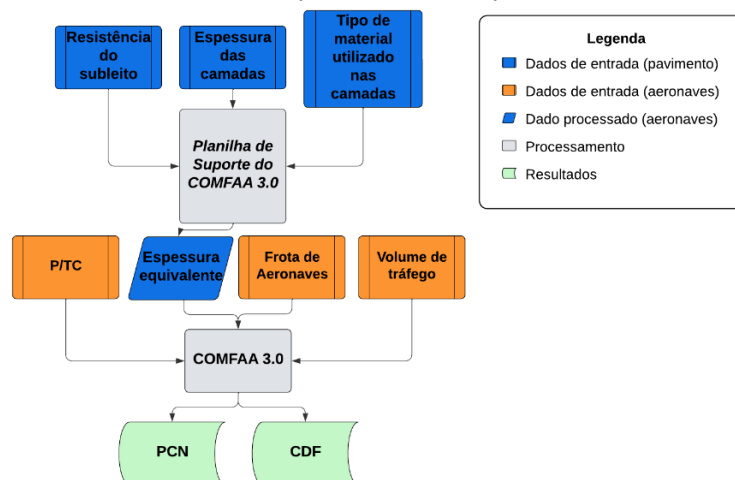 Resistência
do
subleito
Espessura
das
camadas
Tipo de
material
utilizado
nas
camadas
Legenda
Dados de entrada (pavimento)
Dados de entrada (aeronaves)
Dado processado (aeronaves)
Processamento
Resultados
Planilha de
Suporte do
COMFAA 3.0
P/TC
Espessura
equivalente
Frota de
Aeronaves
Volume de
tráfego
COMFAA 3.0
PCN
CDF